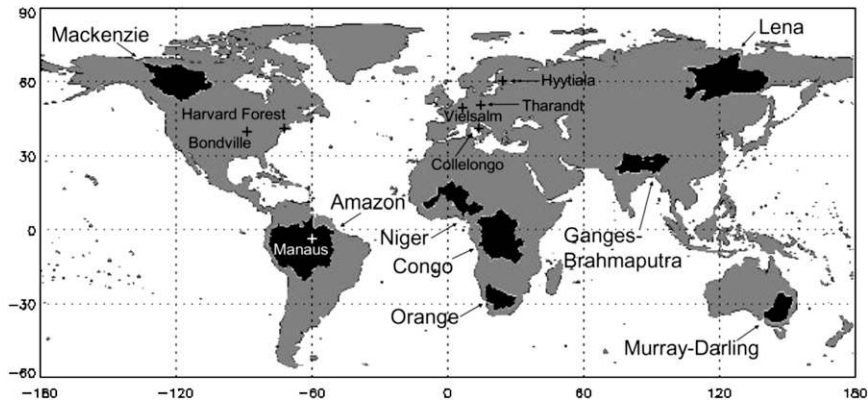 90
60
30
0
-30
-60
-180
-120
-60
0
60
120
180
Mackenzie
Lena
Hyytiala
Harvard Forest
Tharandt
Vielsalm
Bondville
Collelongo
Amazon
Manaus
Niger
Ganges-
Brahmaputra
Congo
Orange
Murray-Darling